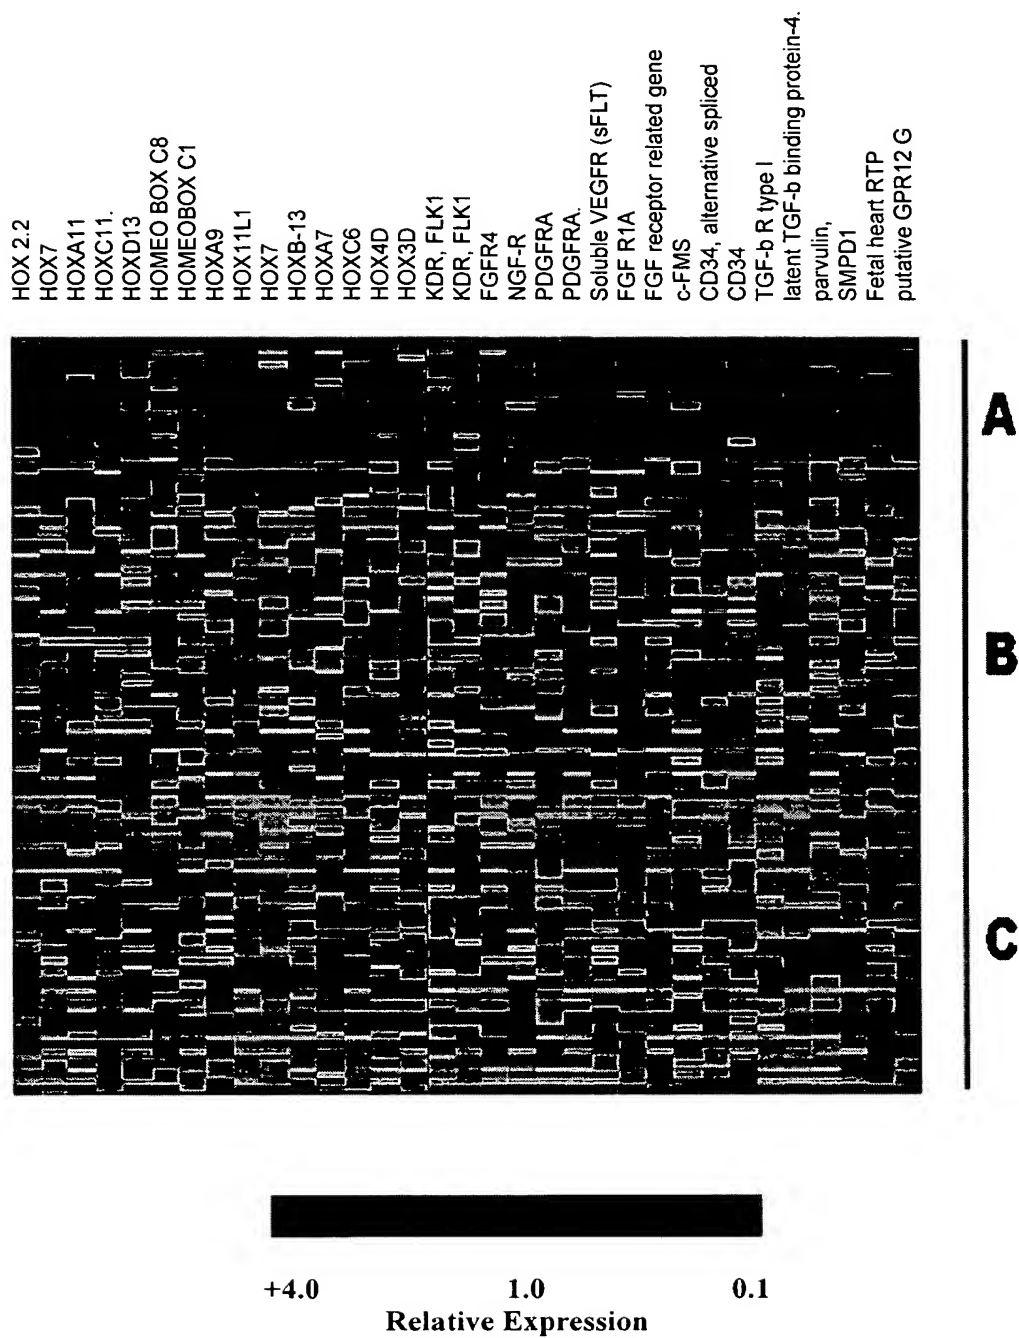 HOX 2.2
HOX7
HOXA11
HOXC11.
HOXD13
HOMEO BOX C8
HOMEOBOX C1
HOXA9
HOX11L1
HOX7
HOXB-13
HOXA7
HOXC6
HOX4D
HOX3D
KDR, FLK1
KDR, FLK1
FGFR4
NGF-R
PDGFRA
PDGFRA.
Soluble VEGFR (sFLT)
FGF R1A
FGF receptor related gene
c-FMS
CD34, alternative spliced
CD34
TGF-b R type I
latent TGF-b binding protein-4.
parvulin,
SMPD1
Fetal heart RTP
putative GPR12 G
A
B
C
+4.0 1.0 0.1
Relative Expression